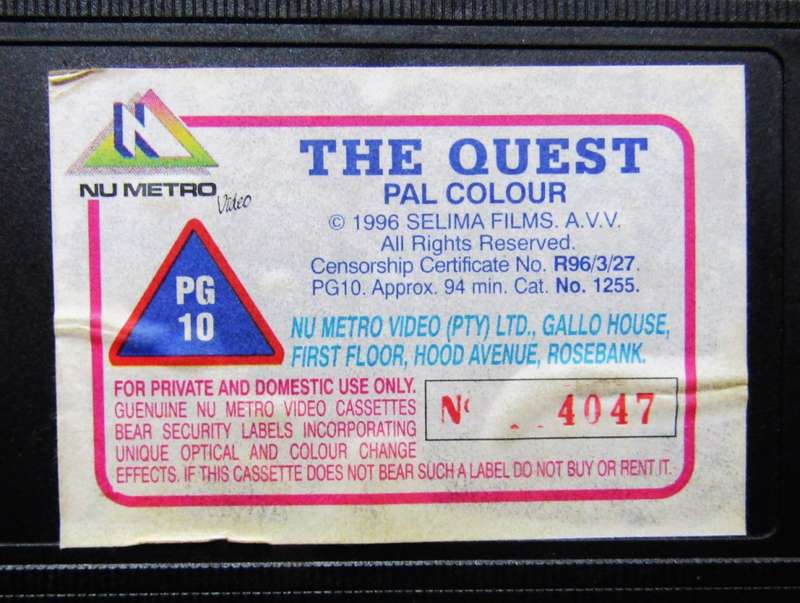 N
NU METRO
Video
THE QUEST
PAL COLOUR
© 1996 SELIMA FILMS. A.V.V.
All Rights Reserved.
Censorship Certificate No. R96/3/27.
PG10. Approx. 94 min. Cat. No. 1255.
PG
10
NU METRO VIDEO (PTY) LTD., GALLO HOUSE,
FIRST FLOOR, HOOD AVENUE, ROSEBANK.
FOR PRIVATE AND DOMESTIC USE ONLY.
GUENUINE NU METRO VIDEO CASSETTES
BEAR SECURITY LABELS INCORPORATING
UNIQUE OPTICAL AND COLOUR CHANGE
EFFECTS. IF THIS CASSETTE DOES NOT BEAR SUCH A LABEL DO NOT BUY OR RENT IT.
4047